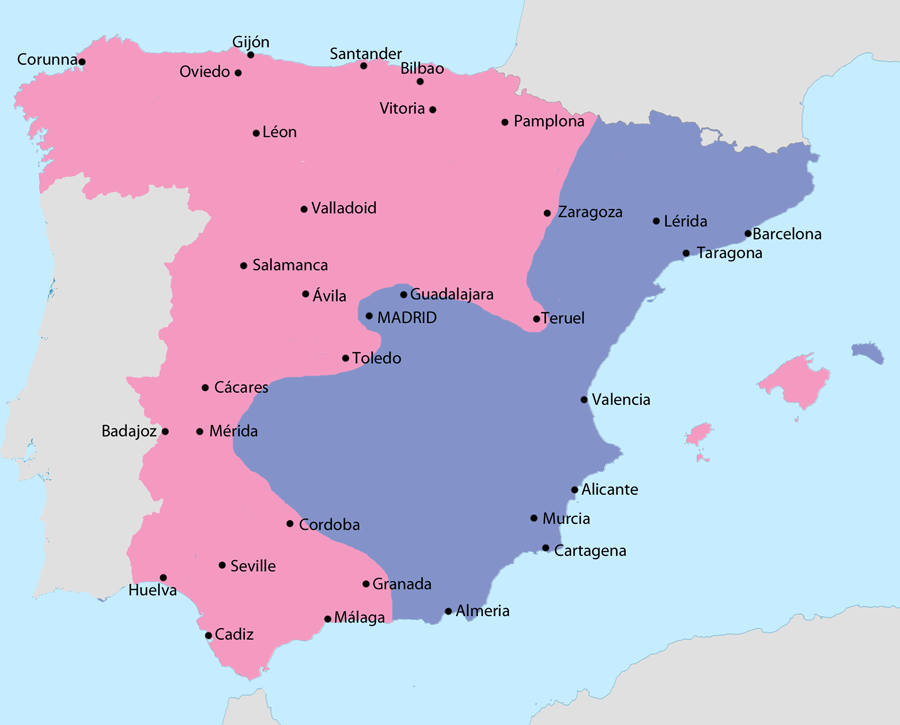 Gijón
Corunna
Santander
Oviedo
Bilbao
Vitoria
Pamplona
Léon
Valladoid
Zaragoza
Lérida
Barcelona
Taragona
Salamanca
Ávila
Guadalajara
MADRID
Teruel
Toledo
Cácares
Valencia
Badajoz
Mérida
Alicante
Murcia
Cordoba
Cartagena
Seville
Granada
Huelva
Almeria
Málaga
Cadiz